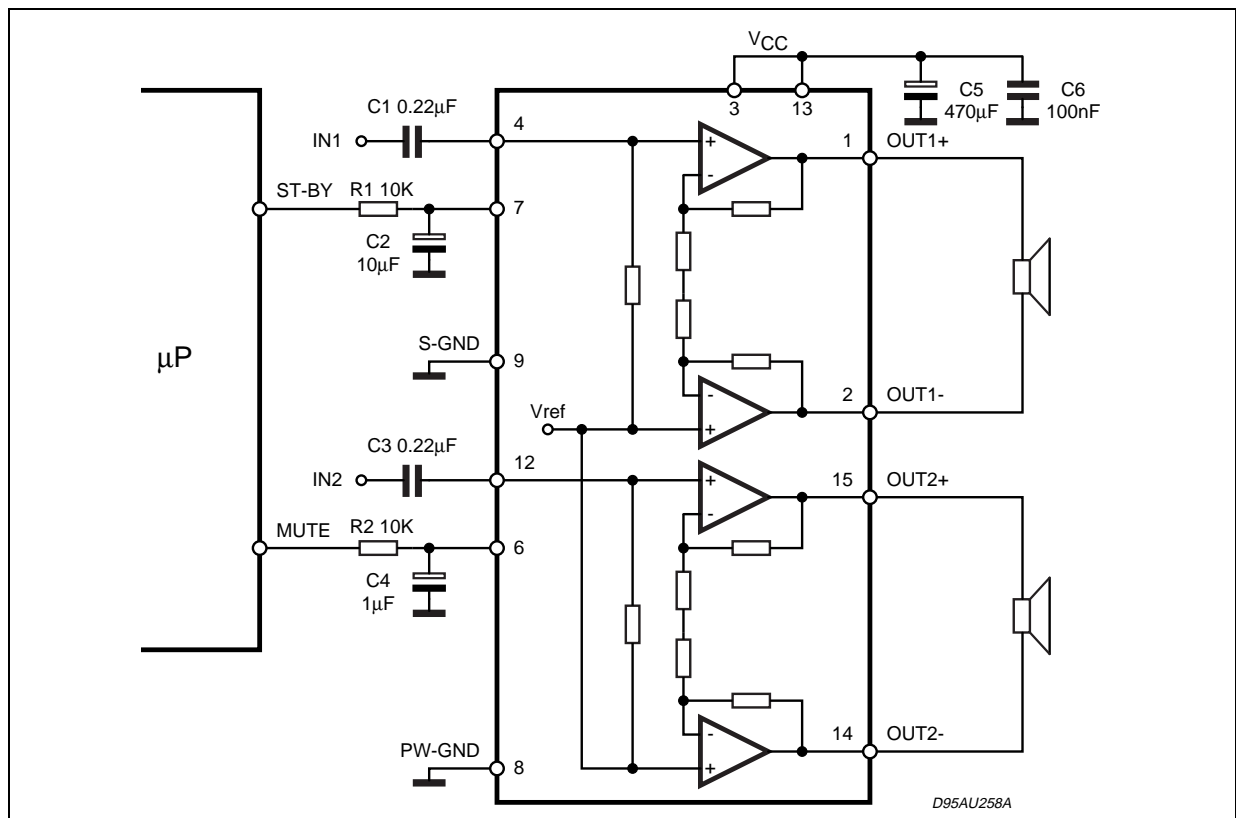 VCC
3
13
C5
470µF
C6
100nF
C1 0.22µF
IN1
4
+
-
1
OUT1+
ST-BY
R1 10K
7
C2
10µF
µP
S-GND
9
-
+
2
OUT1-
Vref
C3 0.22µF
IN2
12
+
-
15
OUT2+
MUTE
R2 10K
6
C4
1µF
-
+
14
OUT2-
PW-GND
8
D95AU258A